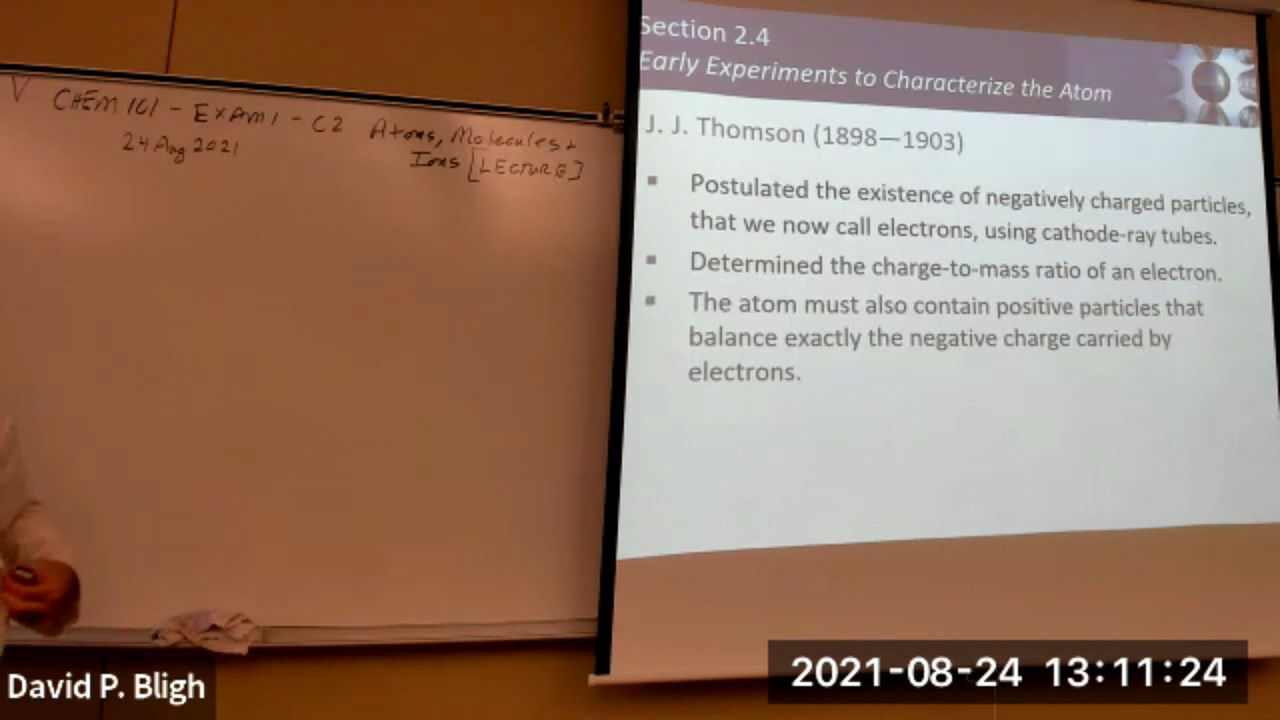 V CHEM 101 - EXAM 1 - C2 Atoms, Molecules +
24 Aug 2021 Ions [LECTURE]
Section 2.4
Early Experiments to Characterize the Atom
J. J. Thomson (1898—1903)
▪ Postulated the existence of negatively charged particles,
that we now call electrons, using cathode-ray tubes.
▪ Determined the charge-to-mass ratio of an electron.
▪ The atom must also contain positive particles that
balance exactly the negative charge carried by
electrons.
David P. Bligh
2021-08-24 13:11:24